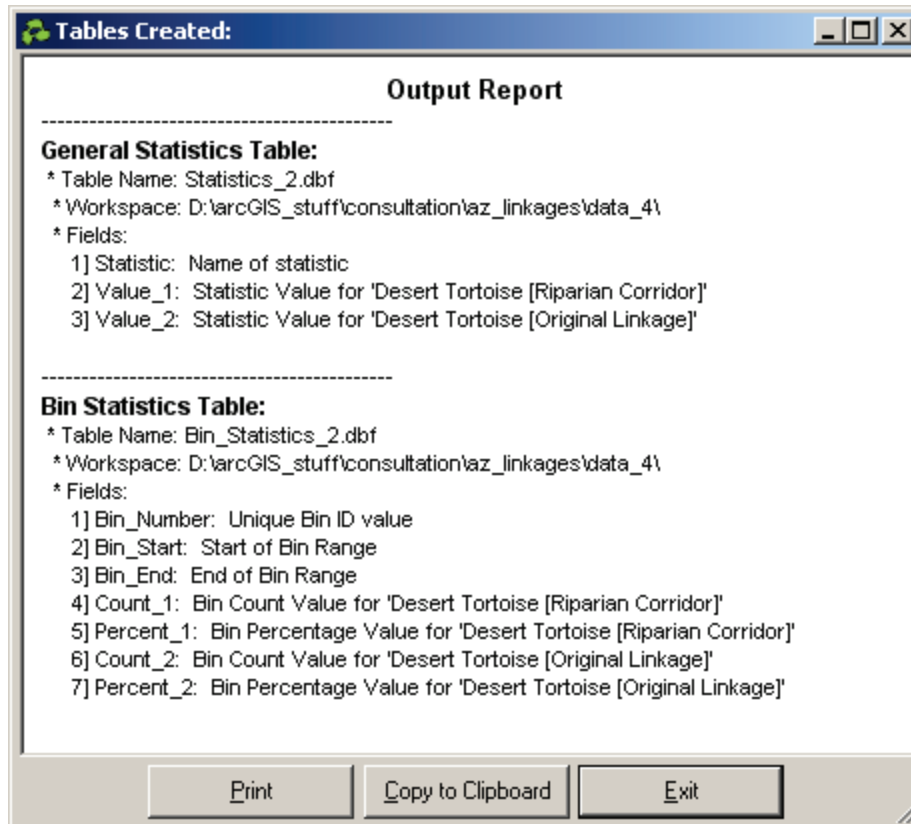 Tables Created:
Output Report
--------------------------------------------
General Statistics Table:
* Table Name: Statistics_2.dbf
* Workspace: D:\arcGIS_stuff\consultation\az_linkages\data_4\
* Fields:
1] Statistic:  Name of statistic
2] Value_1:  Statistic Value for 'Desert Tortoise [Riparian Corridor]'
3] Value_2:  Statistic Value for 'Desert Tortoise [Original Linkage]'
--------------------------------------------
Bin Statistics Table:
* Table Name: Bin_Statistics_2.dbf
* Workspace: D:\arcGIS_stuff\consultation\az_linkages\data_4\
* Fields:
1] Bin_Number:  Unique Bin ID value
2] Bin_Start:  Start of Bin Range
3] Bin_End:  End of Bin Range
4] Count_1:  Bin Count Value for 'Desert Tortoise [Riparian Corridor]'
5] Percent_1:  Bin Percentage Value for 'Desert Tortoise [Riparian Corridor]'
6] Count_2:  Bin Count Value for 'Desert Tortoise [Original Linkage]'
7] Percent_2:  Bin Percentage Value for 'Desert Tortoise [Original Linkage]'
Print
Copy to Clipboard
Exit